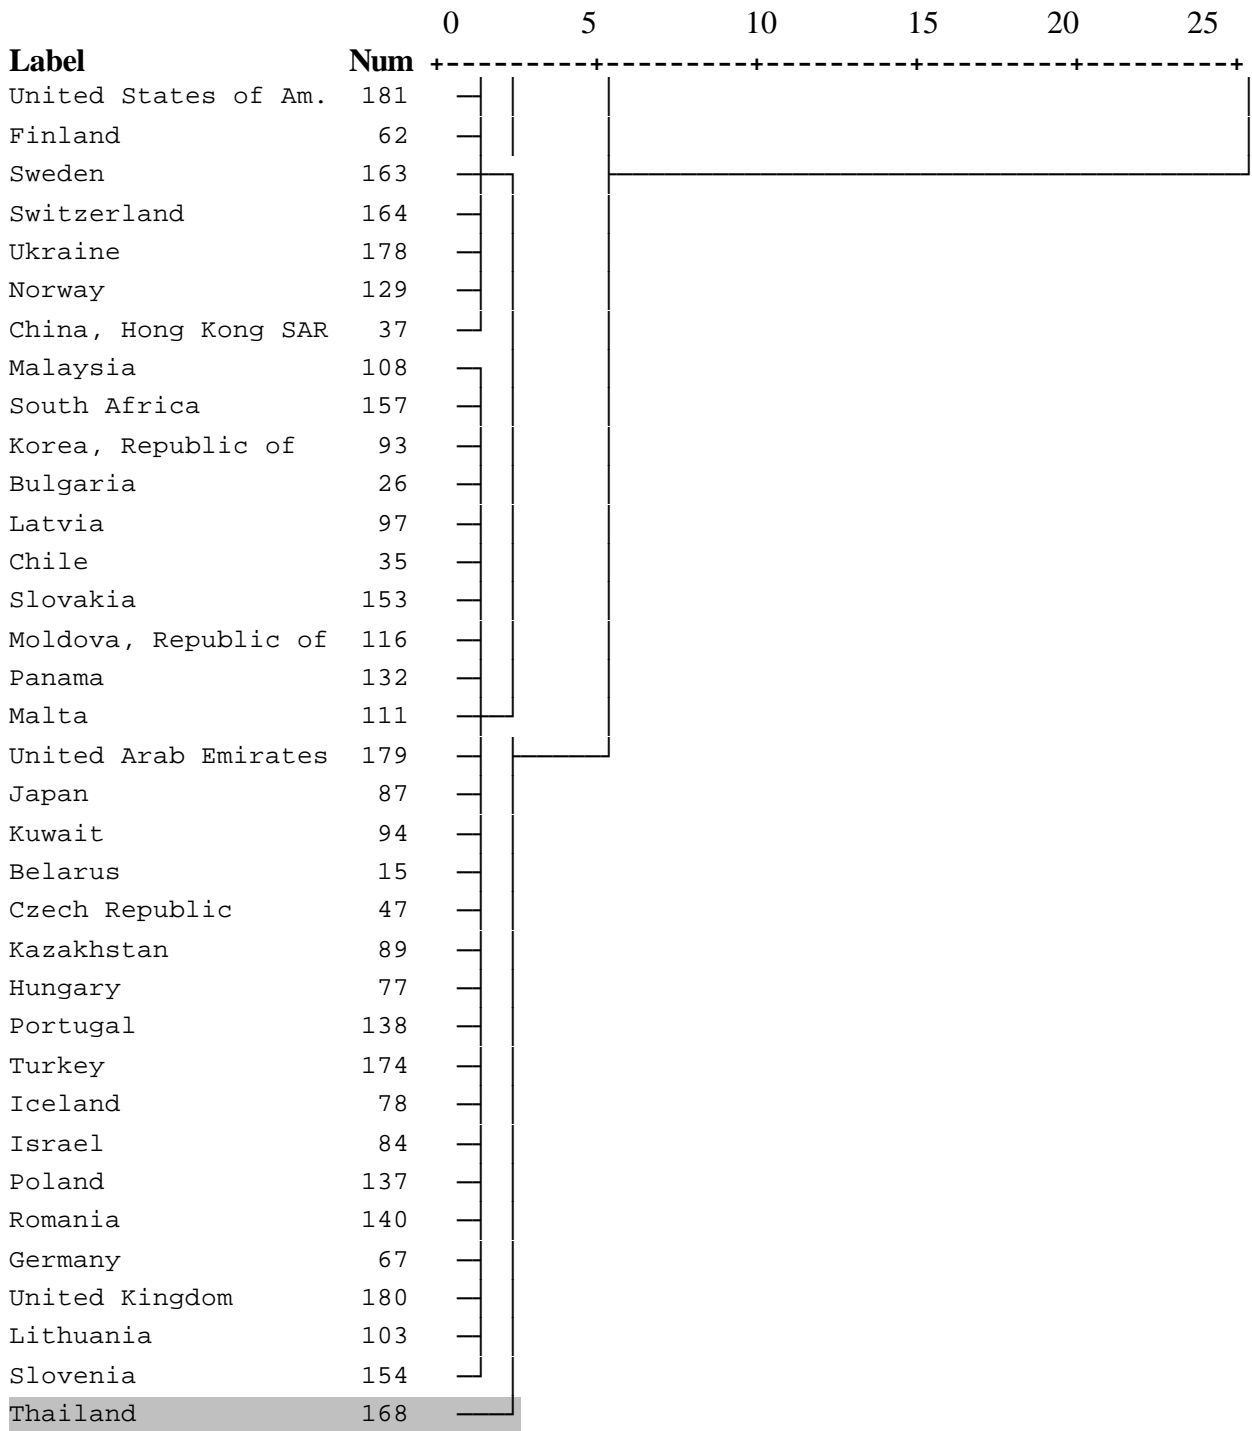 0 5 10 15 20 25
Label Num +---------+---------+---------+---------+---------+
United States of Am. 181
Finland 62
Sweden 163
Switzerland 164
Ukraine 178
Norway 129
China, Hong Kong SAR 37
Malaysia 108
South Africa 157
Korea, Republic of 93
Bulgaria 26
Latvia 97
Chile 35
Slovakia 153
Moldova, Republic of 116
Panama 132
Malta 111
United Arab Emirates 179
Japan 87
Kuwait 94
Belarus 15
Czech Republic 47
Kazakhstan 89
Hungary 77
Portugal 138
Turkey 174
Iceland 78
Israel 84
Poland 137
Romania 140
Germany 67
United Kingdom 180
Lithuania 103
Slovenia 154
Thailand 168